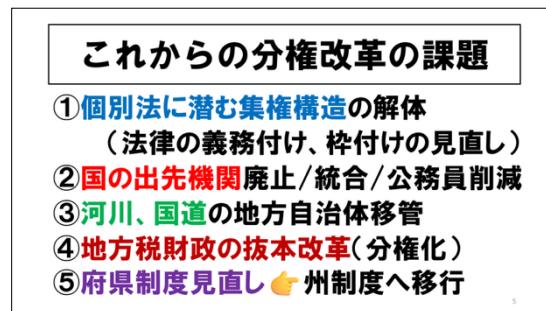 これからの分権改革の課題
①個別法に潜む集権構造の解体
（法律の義務付け、枠付けの見直し）
②国の出先機関廃止/統合/公務員削減
③河川、国道の地方自治体移管
④地方税財政の抜本改革（分権化）
⑤府県制度見直し👉州制度へ移行
5